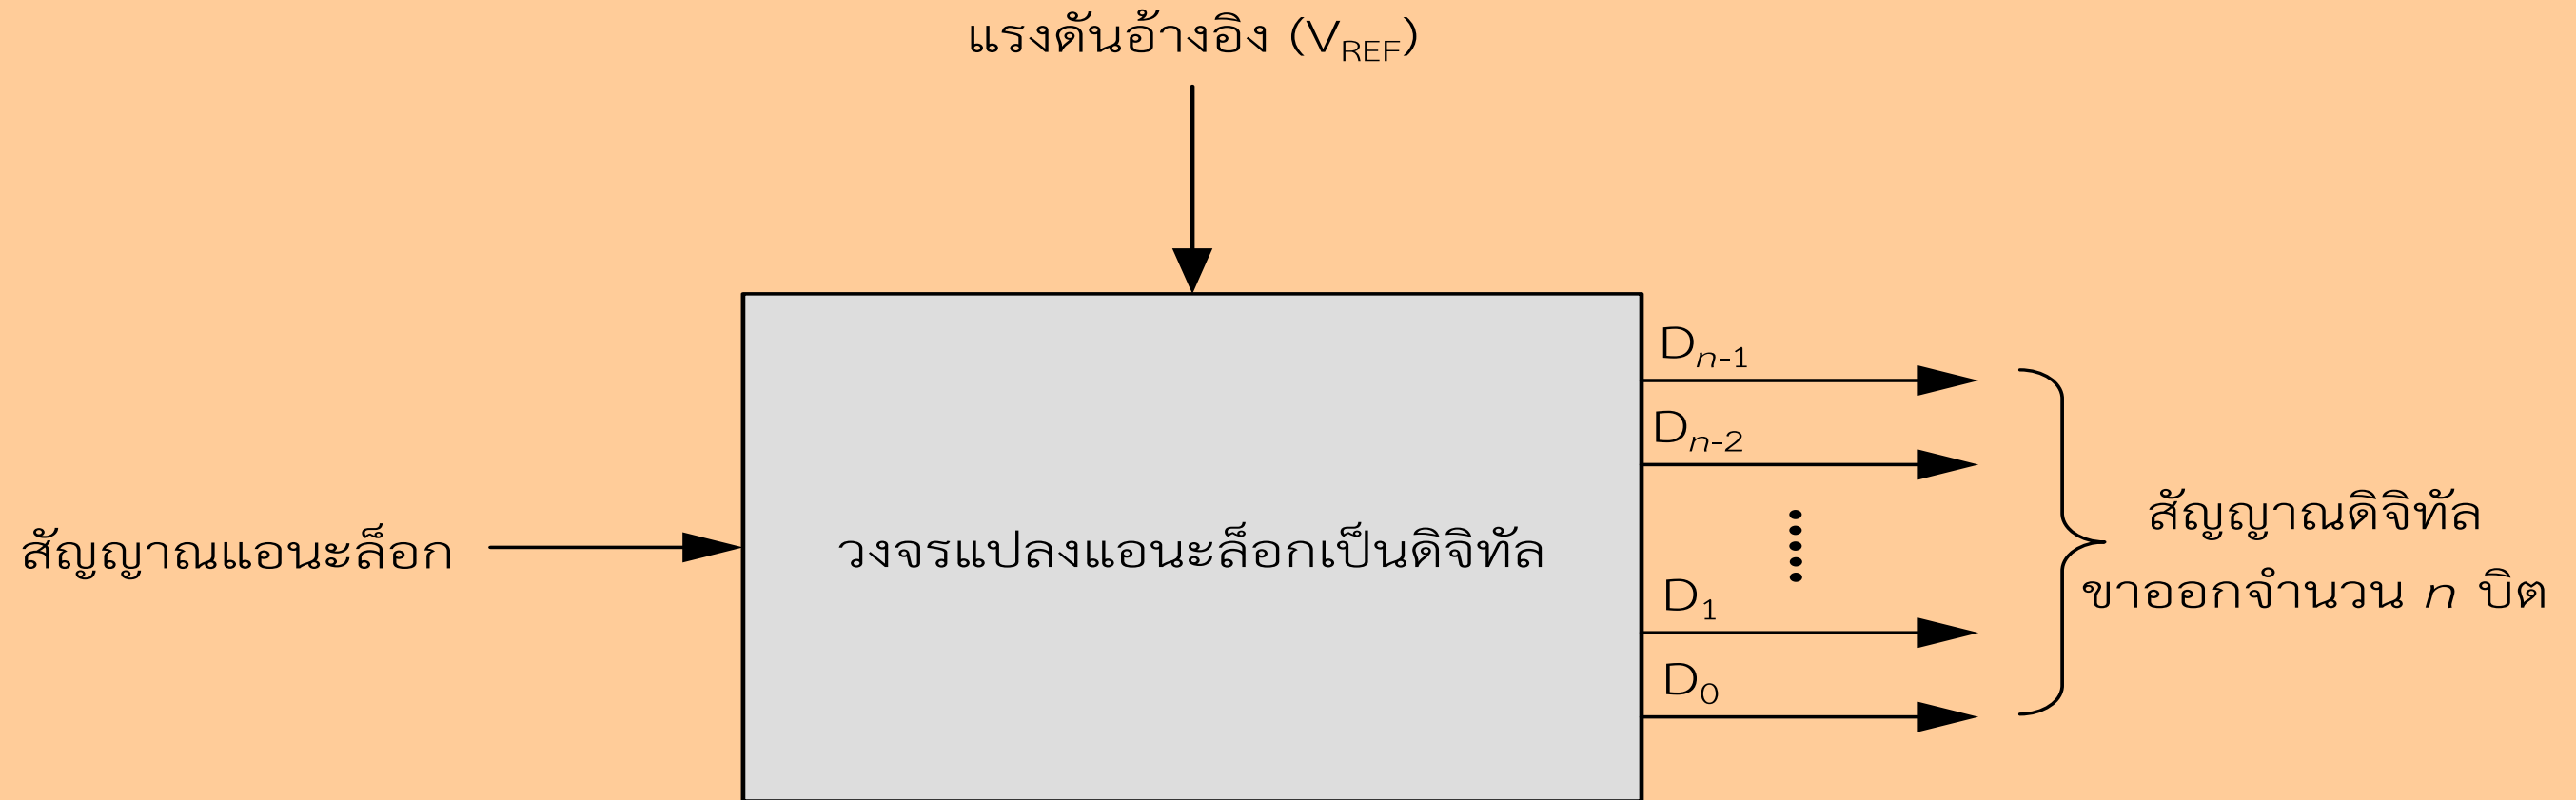 แรงดันอ้างอิง (VREF)
Dn-1
Dn-2
สัญญาณแอนะล็อก
วงจรแปลงแอนะล็อกเป็นดิจิทัล
สัญญาณดิจิทัล
ขาออกจำนวน n บิต
D1
D0